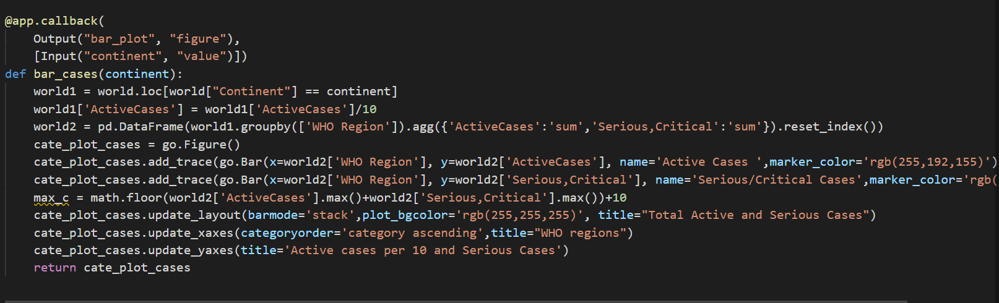 @app.callback(
    Output("bar_plot", "figure"),
    [Input("continent", "value")])
def bar_cases(continent):
    world1 = world.loc[world["Continent"] == continent]
    world1['ActiveCases'] = world1['ActiveCases']/10
    world2 = pd.DataFrame(world1.groupby(['WHO Region']).agg({'ActiveCases':'sum','Serious,Critical':'sum'}).reset_index())
    cate_plot_cases = go.Figure()
    cate_plot_cases.add_trace(go.Bar(x=world2['WHO Region'], y=world2['ActiveCases'], name='Active Cases ',marker_color='rgb(255,192,155)')
    cate_plot_cases.add_trace(go.Bar(x=world2['WHO Region'], y=world2['Serious,Critical'], name='Serious/Critical Cases',marker_color='rgb(
    max_c = math.floor(world2['ActiveCases'].max()+world2['Serious,Critical'].max())+10
    cate_plot_cases.update_layout(barmode='stack',plot_bgcolor='rgb(255,255,255)', title="Total Active and Serious Cases")
    cate_plot_cases.update_xaxes(categoryorder='category ascending',title="WHO regions")
    cate_plot_cases.update_yaxes(title='Active cases per 10 and Serious Cases')
    return cate_plot_cases